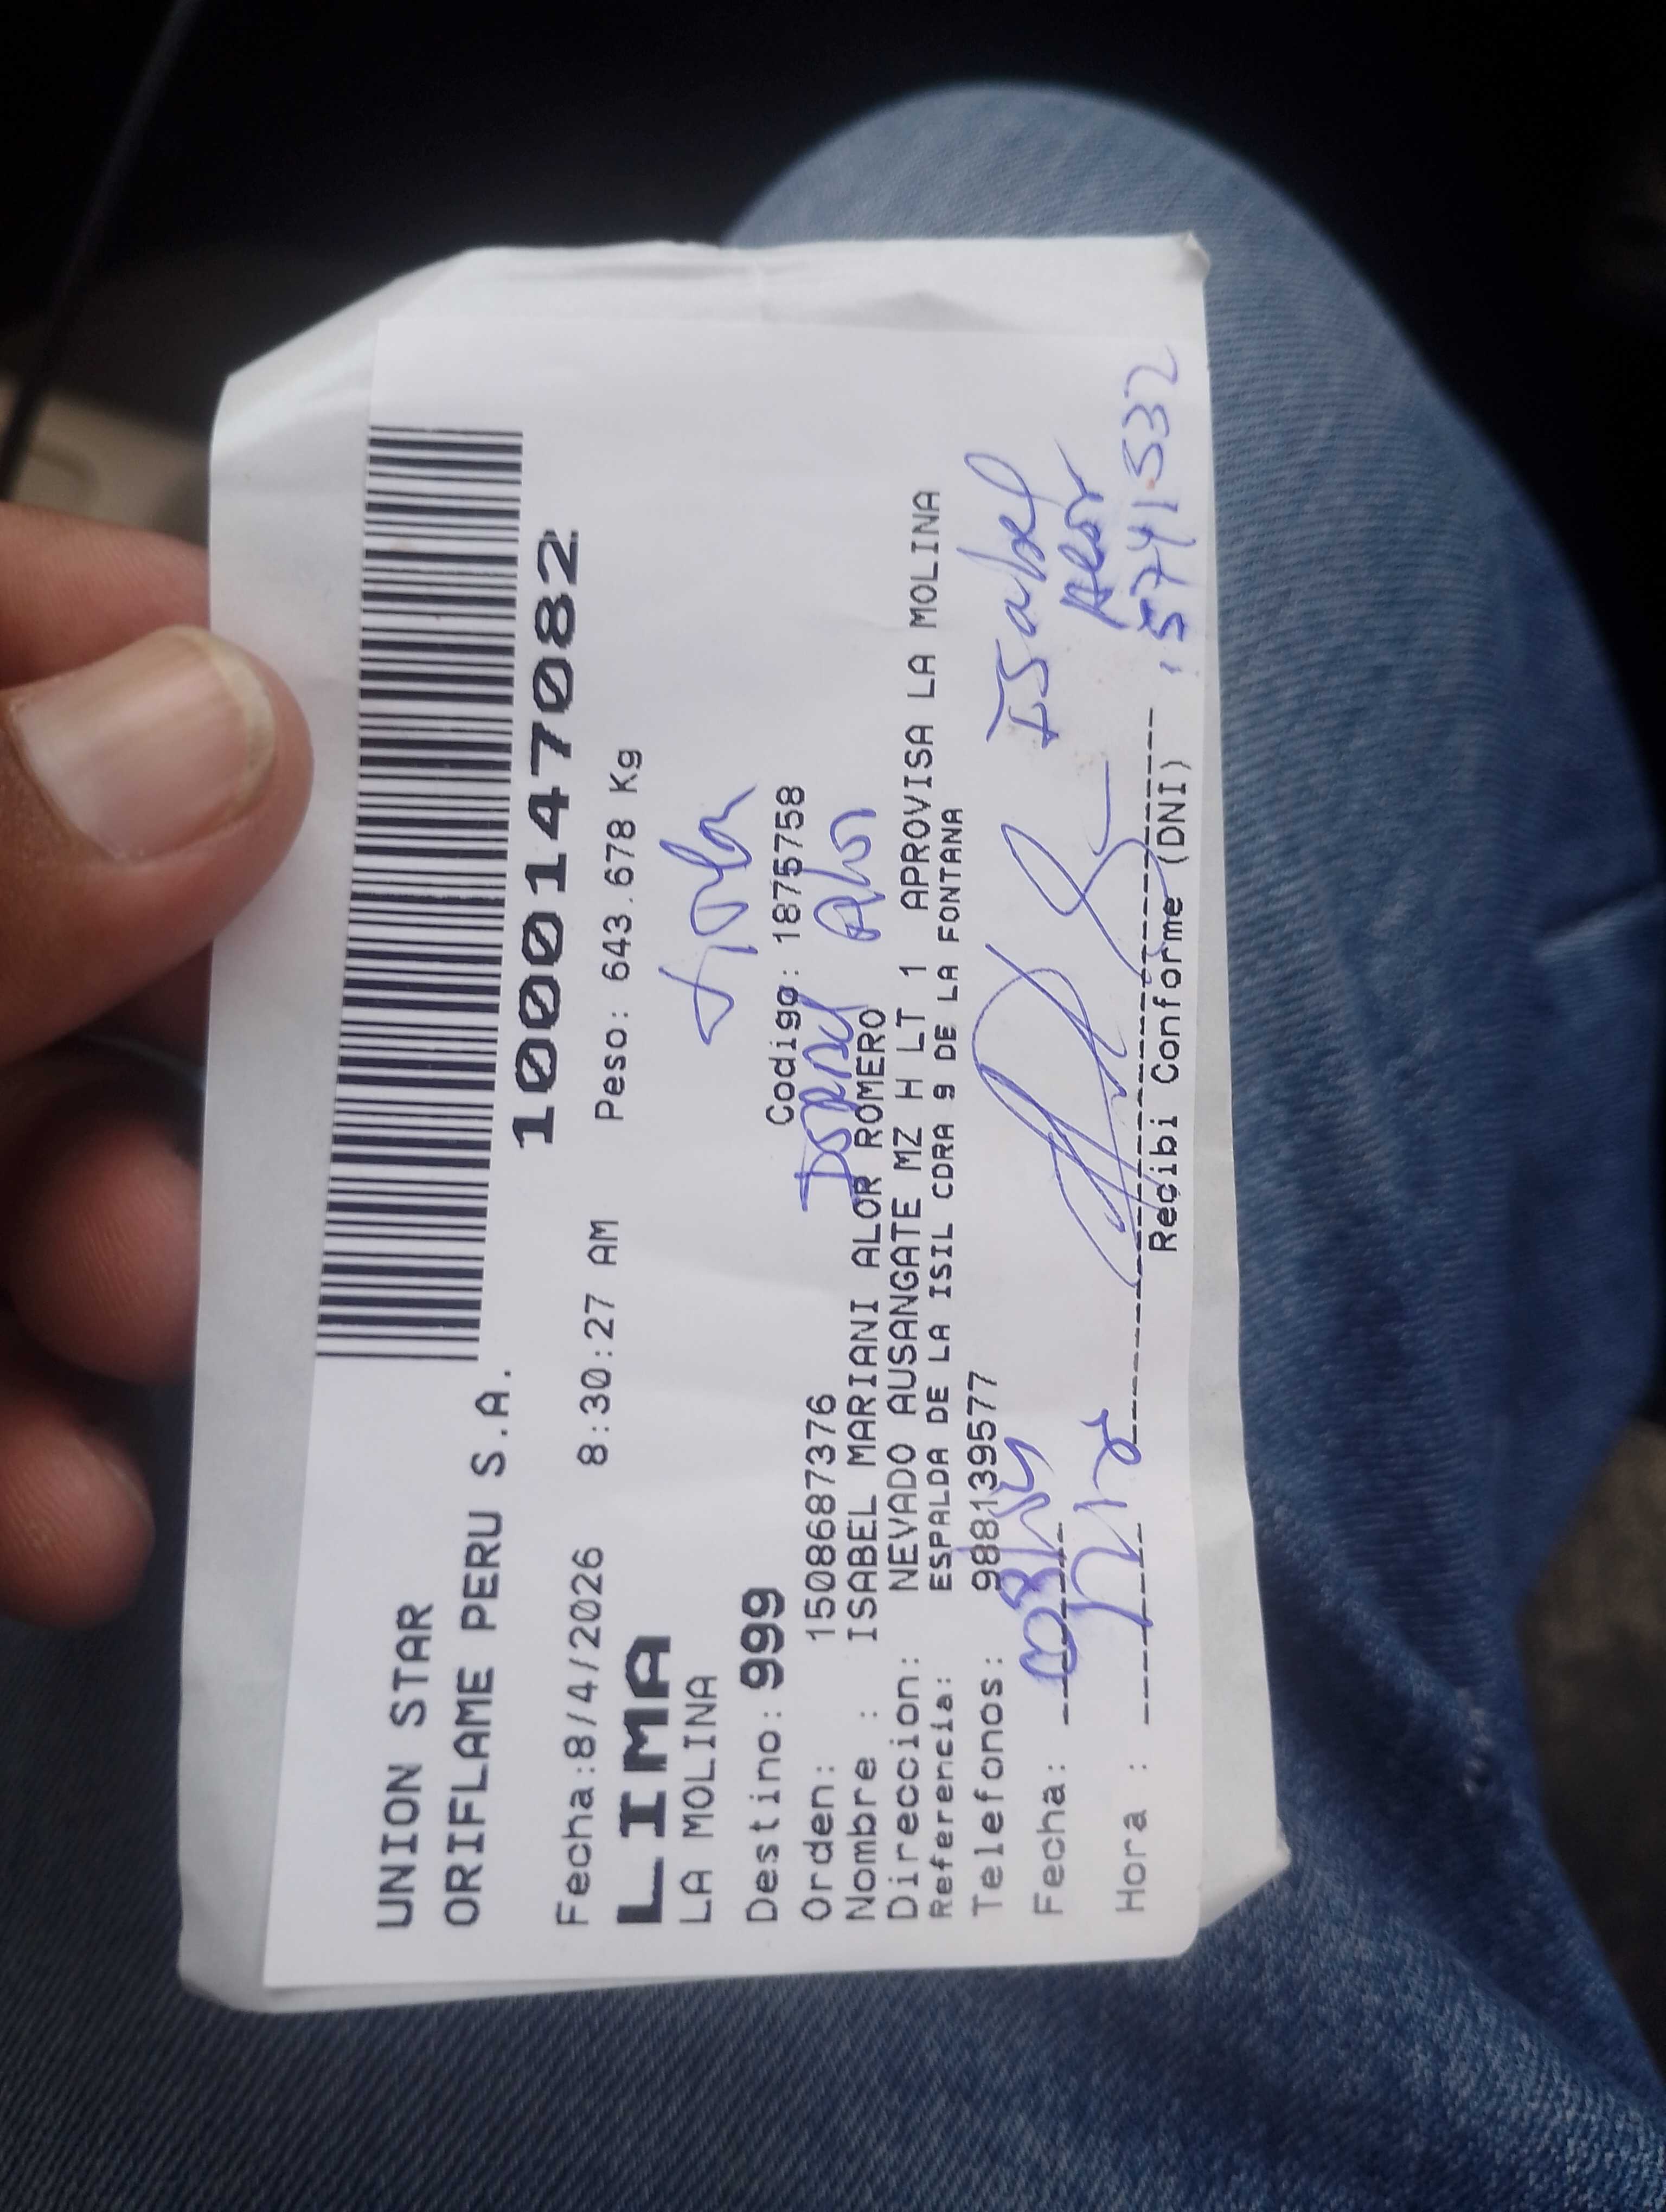 UNION STAR
ORIFLAME PERU S.A.
10001147082
Fecha:8/4/2026 8:30:27 AM Peso: 643.678 Kg
LIMA
LA MOLINA
Destino: 999 Codigo: 1875758
Orden: 1508687376
Nombre : ISABEL MARIANI ALOR ROMERO
Direccion: NEVADO AUSANGATE MZ H LT 1 APROVISA LA MOLINA
Referencia: ESPALDA DE LA ISIL CDRA 9 DE LA FONTANA
Telefonos: 988139577
Isabel
Alor
Fecha:
Hora :
Recibi Conforme (DNI) : 15741532